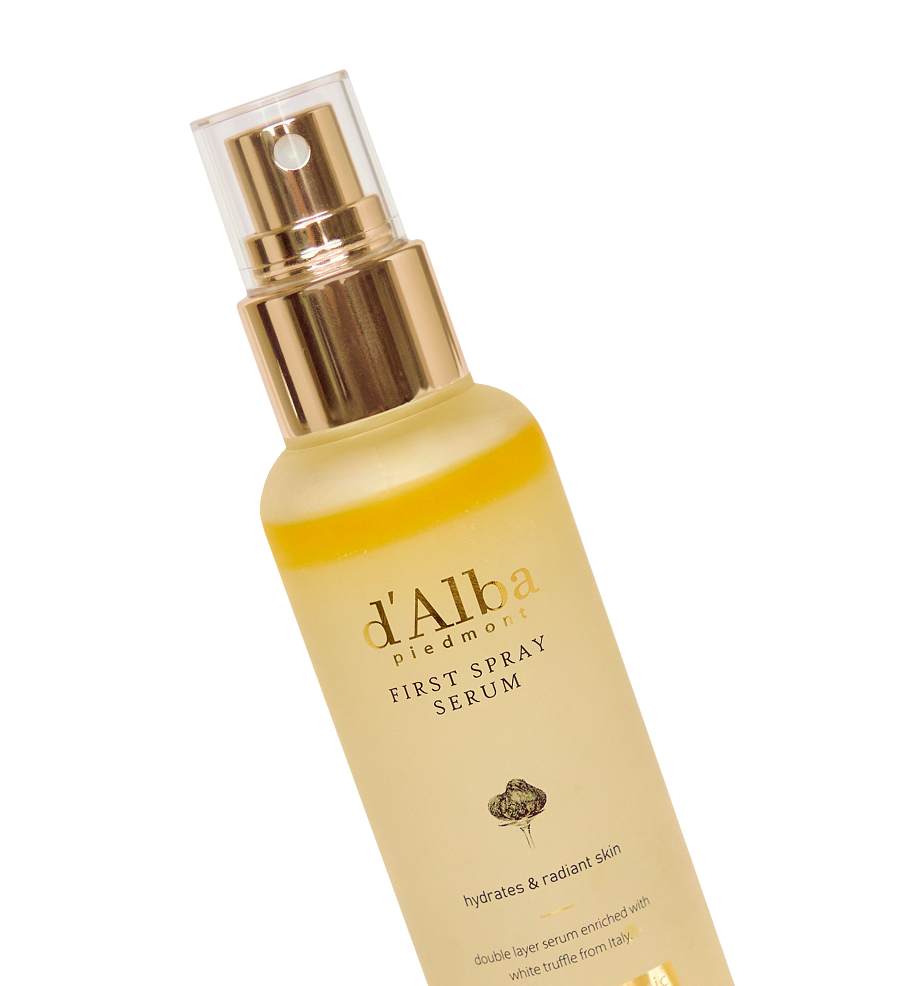 d'Alba
piedmont
FIRST SPRAY
SERUM
hydrates & radiant skin
double layer serum enriched with
white truffle from Italy.